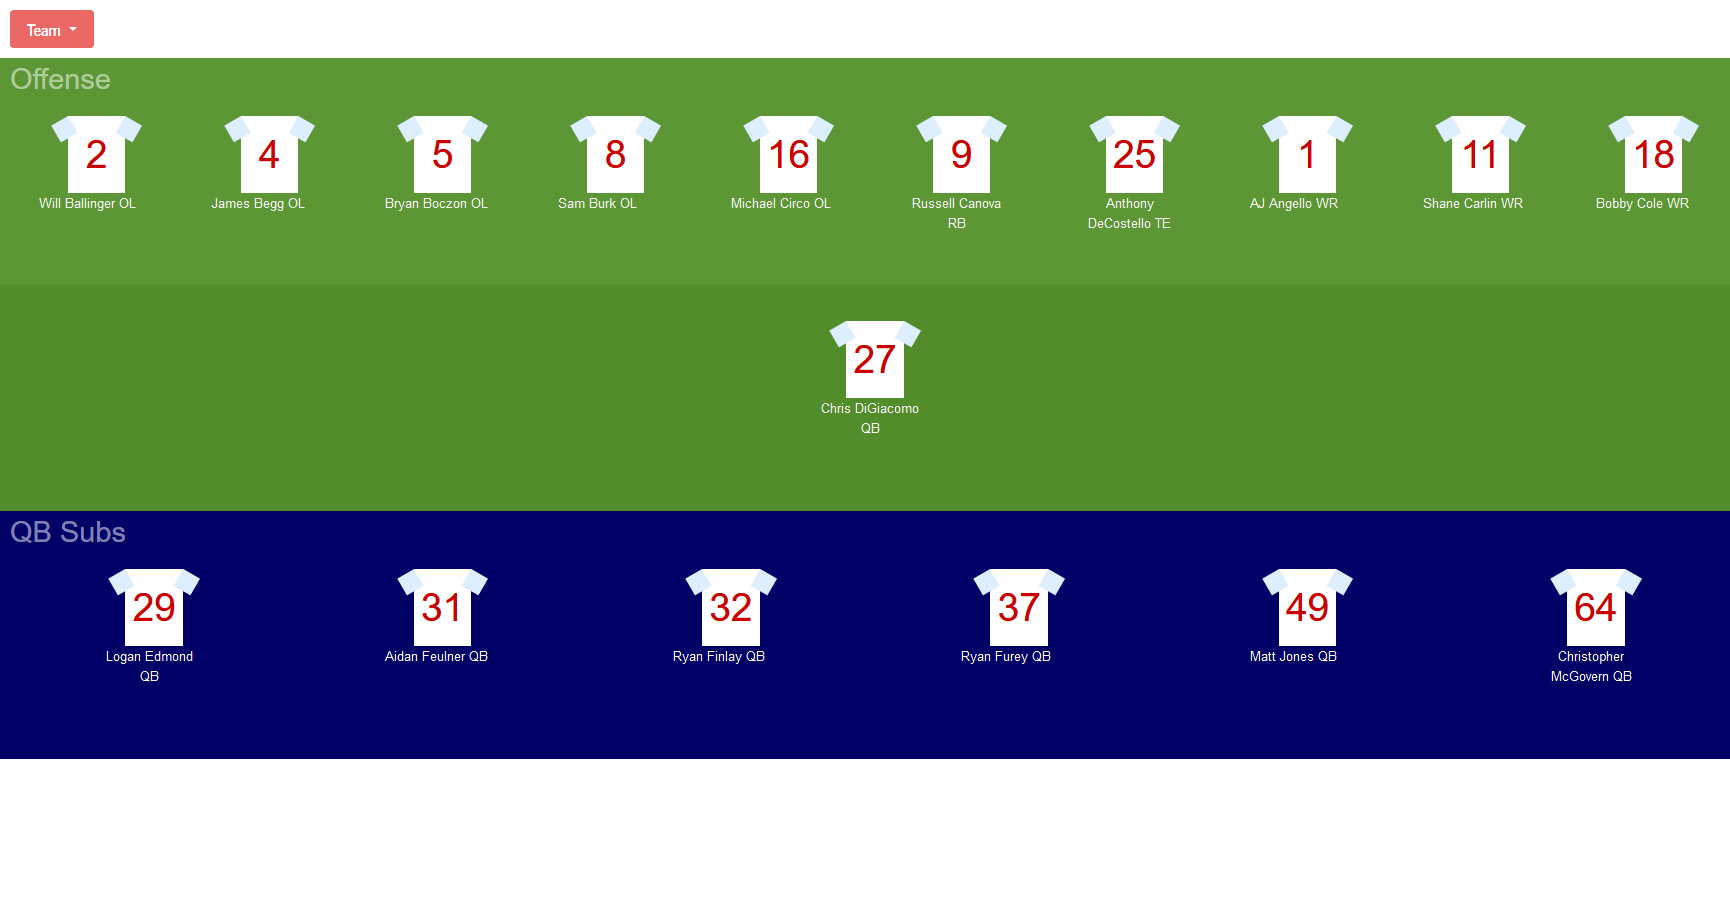 Team
Offense
2 4 5 8 16 9 25 1 11 18
Will Ballinger OL James Begg OL Bryan Boczon OL Sam Burk OL Michael Circo OL Russell Canova Anthony AJ Angello WR Shane Carlin WR Bobby Cole WR
RB DeCostello TE
27
Chris DiGiacomo
QB
QB Subs
29 31 32 37 49 64
Logan Edmond Aidan Feulner QB Ryan Finlay QB Ryan Furey QB Matt Jones QB Christopher
QB McGovern QB